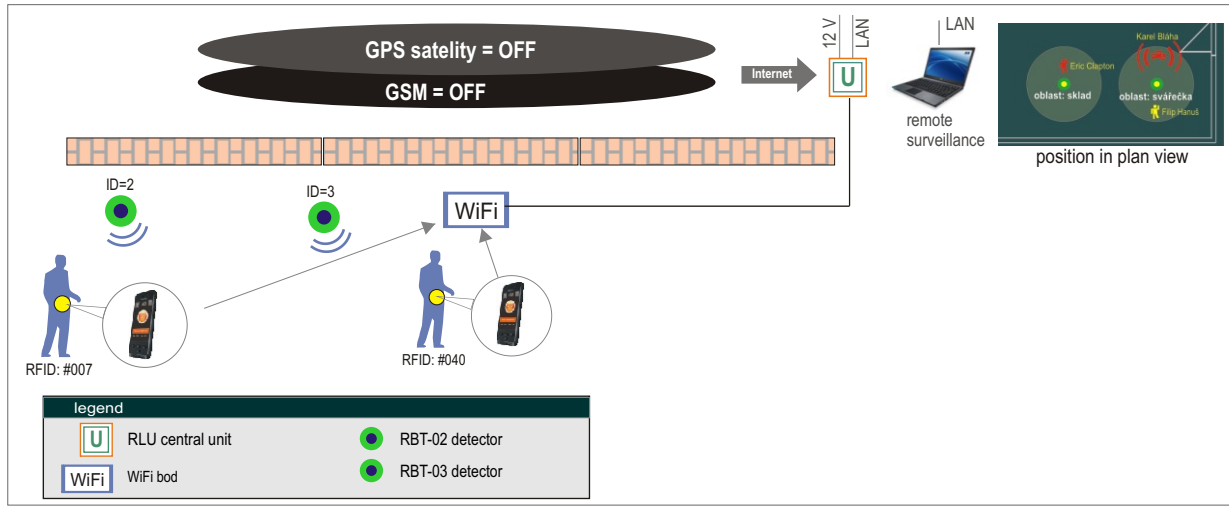 GPS satelity = OFF
GSM = OFF
Internet
12 V
LAN
U
LAN
remote
surveillance
Karel Bláha
Eric Clapton
oblast: sklad
oblast: svářečka
Filip Hanuš
position in plan view
ID=2
ID=3
WiFi
RFID: #007
RFID: #040
legend
U
RLU central unit
RBT-02 detector
WiFi
WiFi bod
RBT-03 detector